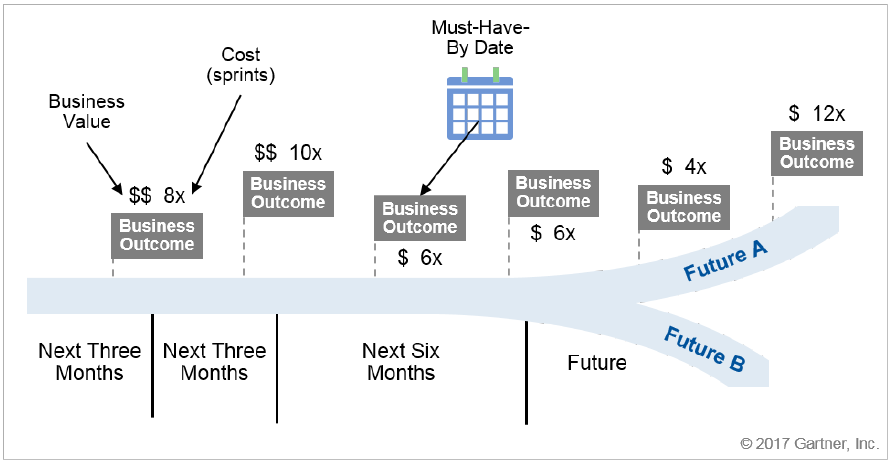 Must-Have-
By Date
Cost
(sprints)
Business
Value
$$ 8x
Business
Outcome
$$ 10x
Business
Outcome
Business
Outcome
$ 6x
Business
Outcome
$ 6x
$ 4x
Business
Outcome
$ 12x
Business
Outcome
Future A
Future B
Next Three
Months
Next Three
Months
Next Six
Months
Future
© 2017 Gartner, Inc.